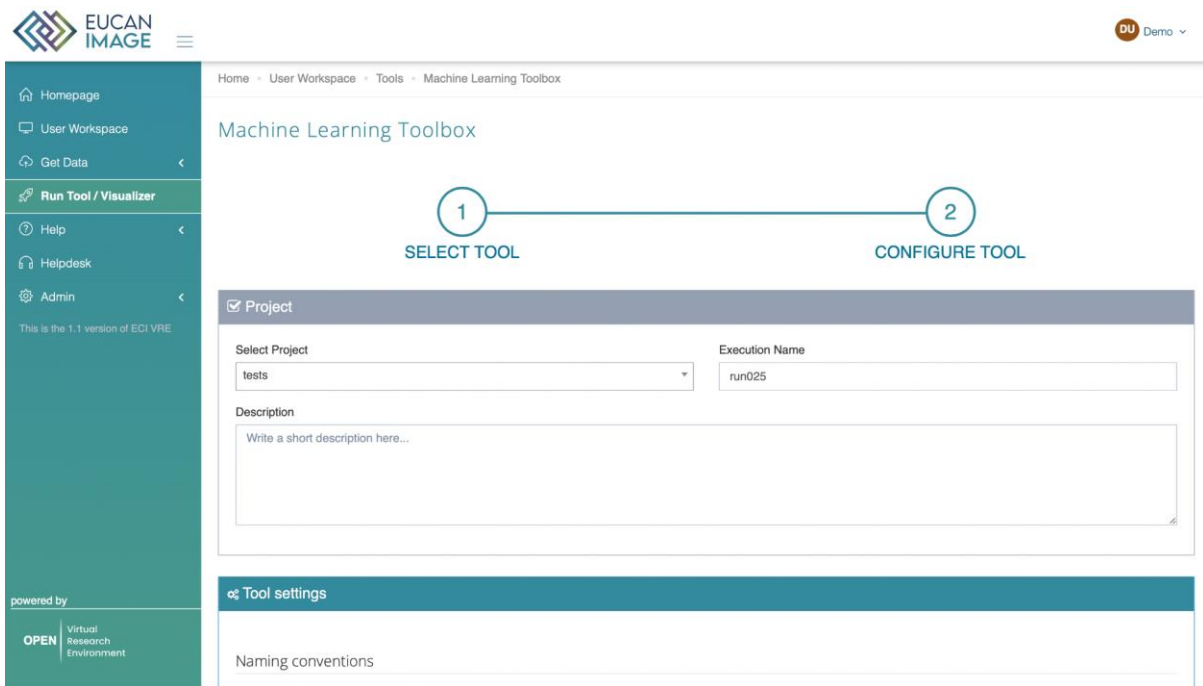 EUCAN
IMAGE
DU Demo
Home User Workspace Tools Machine Learning Toolbox
Homepage
User Workspace
Get Data
Run Tool / Visualizer
Help
Helpdesk
Admin
This is the 1.1 version of ECI VRE
Machine Learning Toolbox
1
2
SELECT TOOL
CONFIGURE TOOL
Project
Select Project
Execution Name
tests
run025
Description
Write a short description here...
Tool settings
Naming conventions
powered by
OPEN
Virtual
Research
Environment